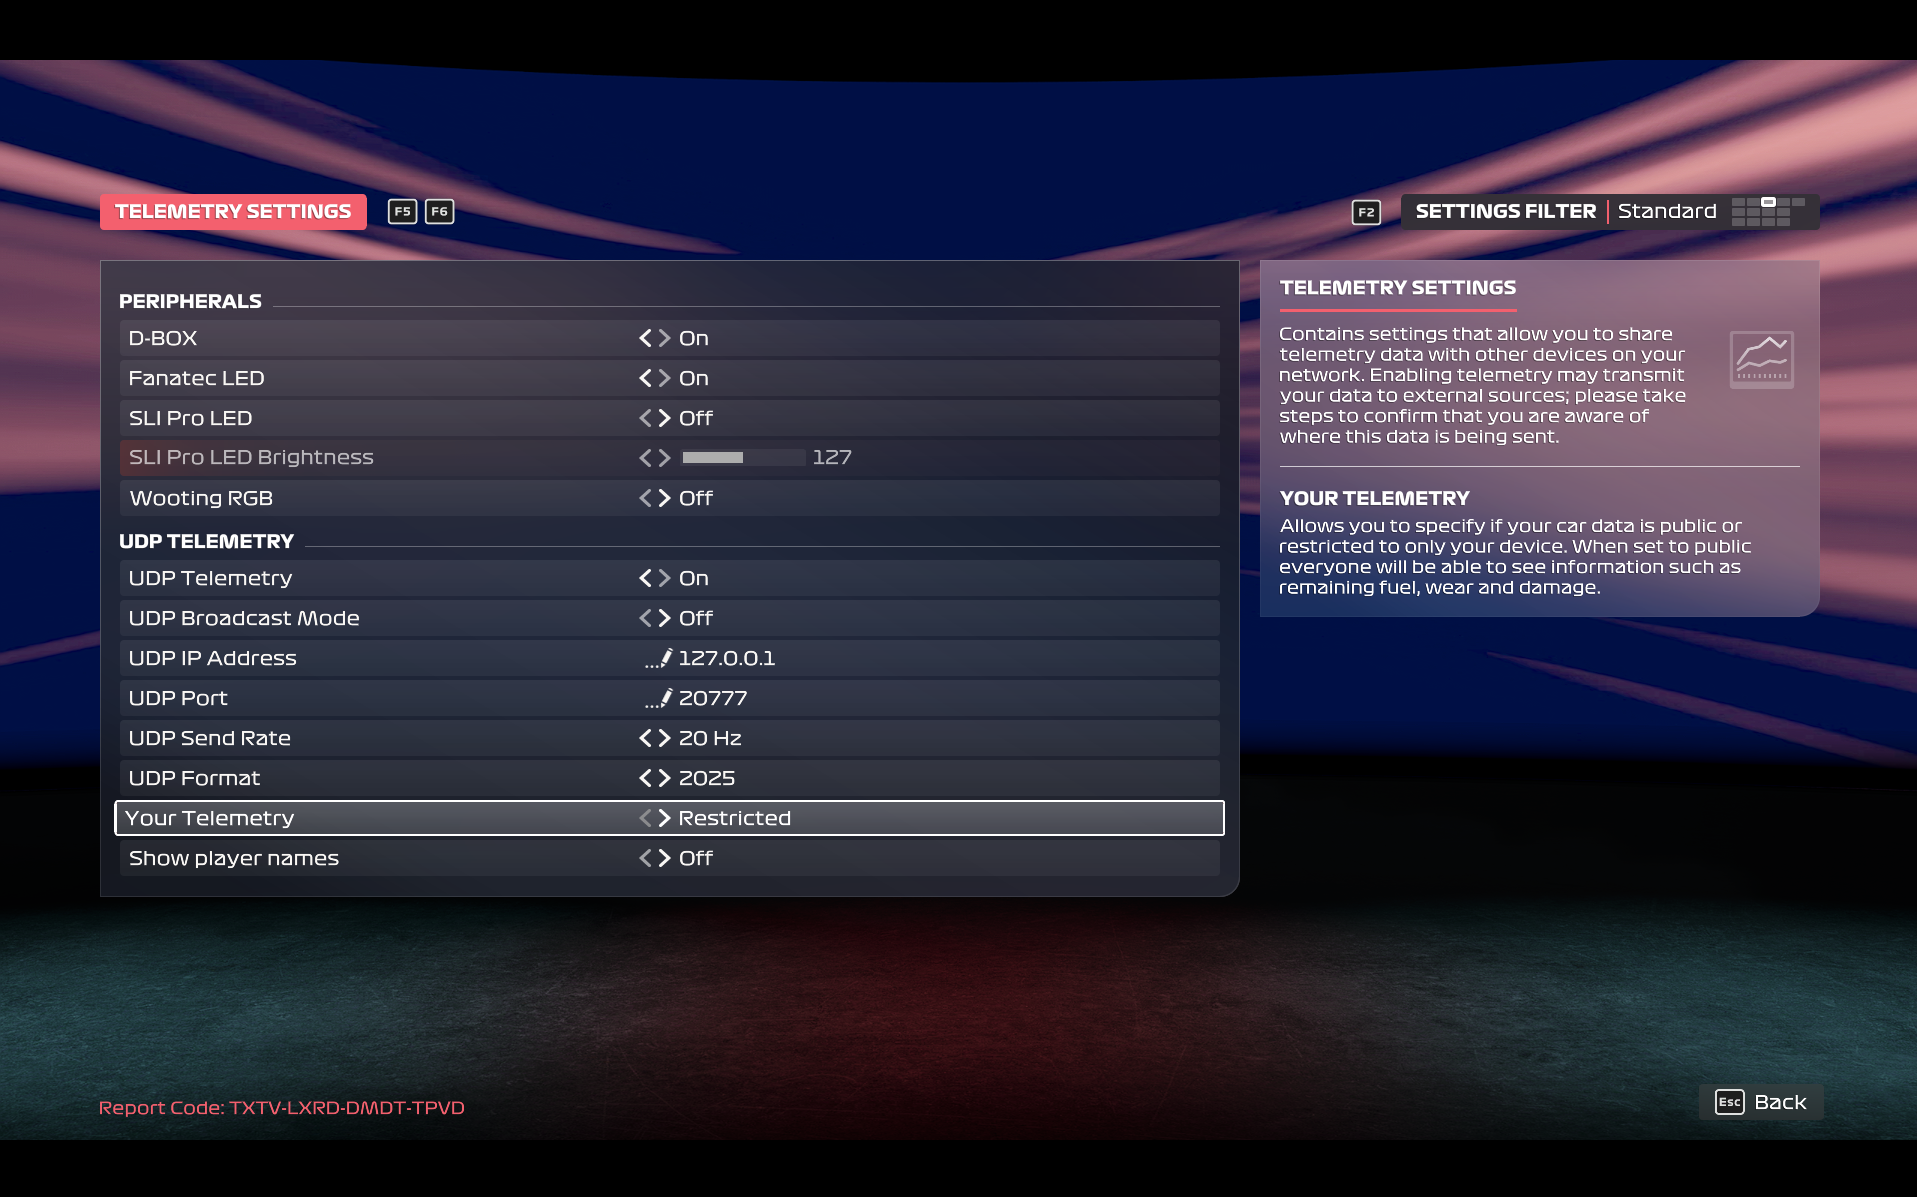 TELEMETRY SETTINGS F5 F6
F2 SETTINGS FILTER | Standard
PERIPHERALS
D-BOX On
Fanatec LED On
SLI Pro LED Off
SLI Pro LED Brightness 127
Wooting RGB Off
UDP TELEMETRY
UDP Telemetry On
UDP Broadcast Mode Off
UDP IP Address 127.0.0.1
UDP Port 20777
UDP Send Rate 20 Hz
UDP Format 2025
Your Telemetry Restricted
Show player names Off
TELEMETRY SETTINGS
Contains settings that allow you to share
telemetry data with other devices on your
network. Enabling telemetry may transmit
your data to external sources; please take
steps to confirm that you are aware of
where this data is being sent.
YOUR TELEMETRY
Allows you to specify if your car data is public or
restricted to only your device. When set to public
everyone will be able to see information such as
remaining fuel, wear and damage.
Report Code: TXTV-LXRD-DMDT-TPVD
Esc Back